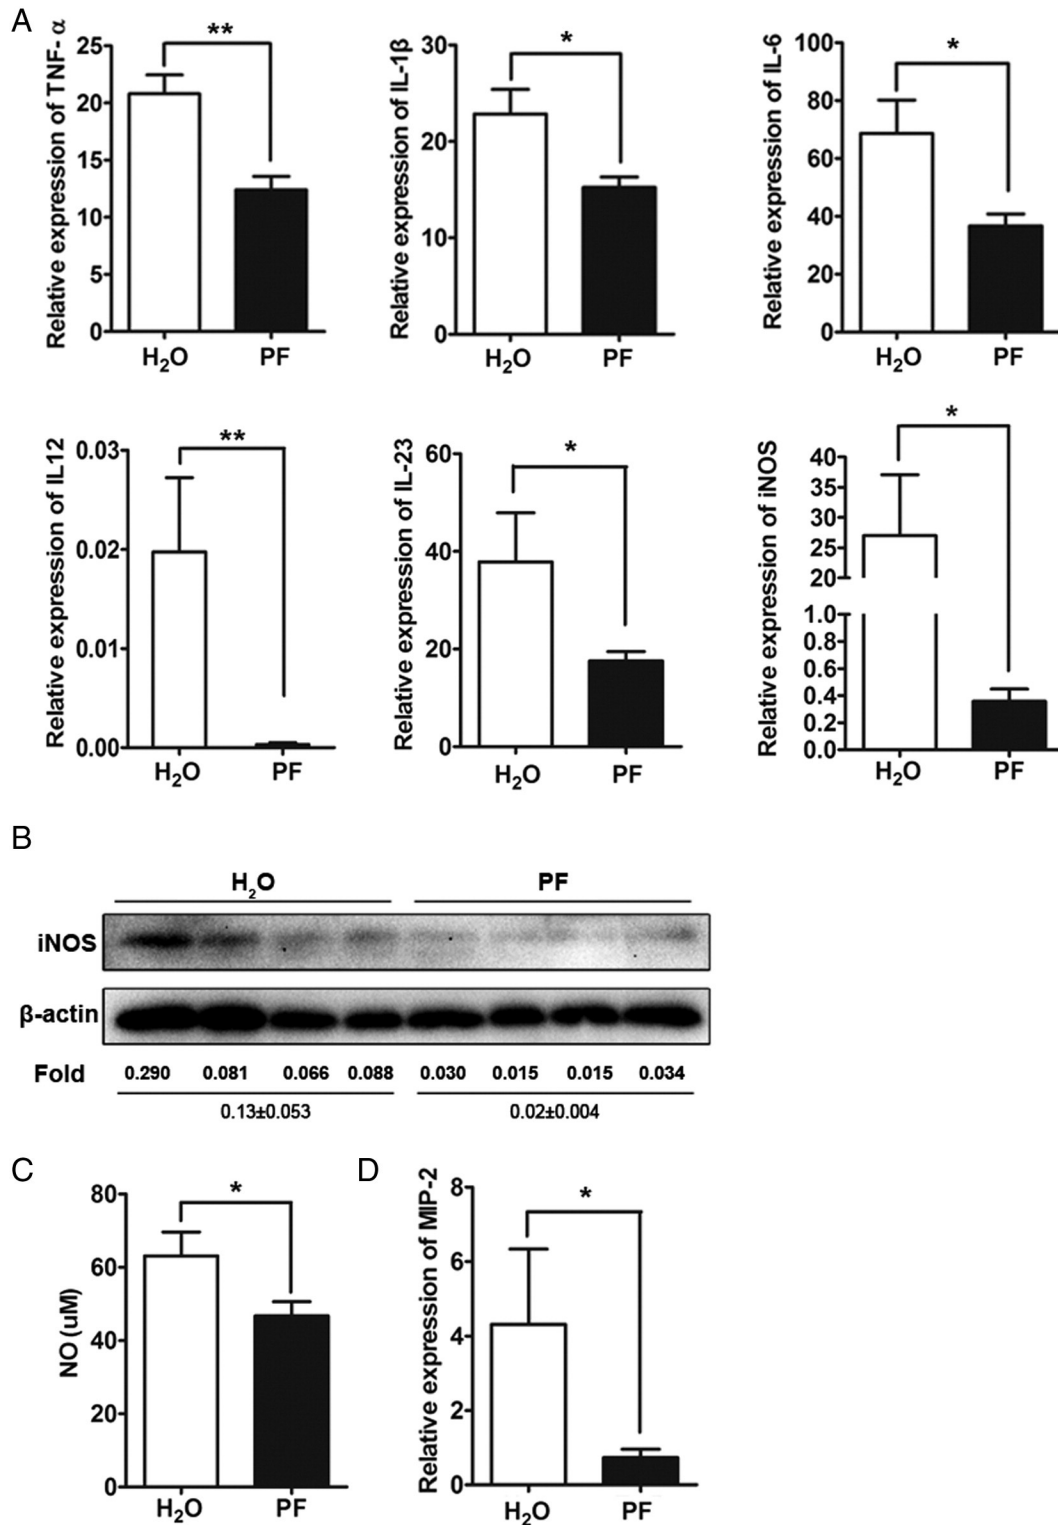 A
Relative expression of TNF- α
25
20
15
10
5
0
**
H₂O PF
Relative expression of IL-1β
30
20
10
0
*
H₂O PF
Relative expression of IL-6
100
80
60
40
20
0
*
H₂O PF
Relative expression of IL12
0.03
0.02
0.01
0.00
**
H₂O PF
Relative expression of IL-23
60
40
20
0
*
H₂O PF
Relative expression of iNOS
40
35
30
25
20
1.0
0.8
0.6
0.4
0.2
0.0
*
H₂O PF
B
H₂O PF
iNOS
β-actin
Fold 0.290 0.081 0.066 0.088 0.030 0.015 0.015 0.034
0.13±0.053 0.02±0.004
C
NO (uM)
80
60
40
20
0
*
H₂O PF
D
Relative expression of MIP-2
8
6
4
2
0
*
H₂O PF